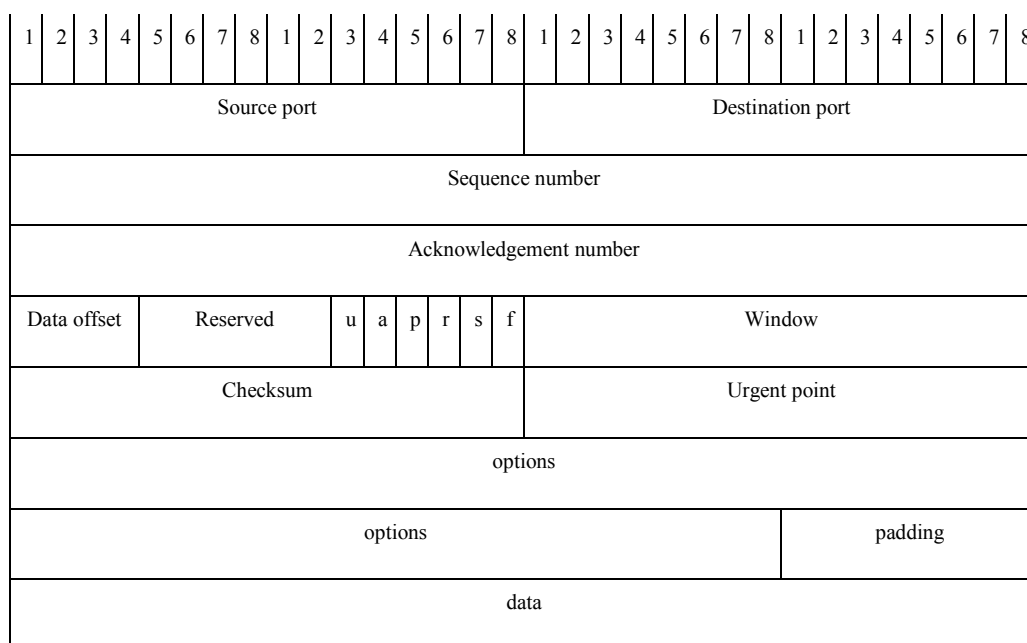 1 2 3 4 5 6 7 8 1 2 3 4 5 6 7 8 1 2 3 4 5 6 7 8 1 2 3 4 5 6 7 8
Source port Destination port
Sequence number
Acknowledgement number
Data offset Reserved u a p r s f Window
Checksum Urgent point
options
options padding
data